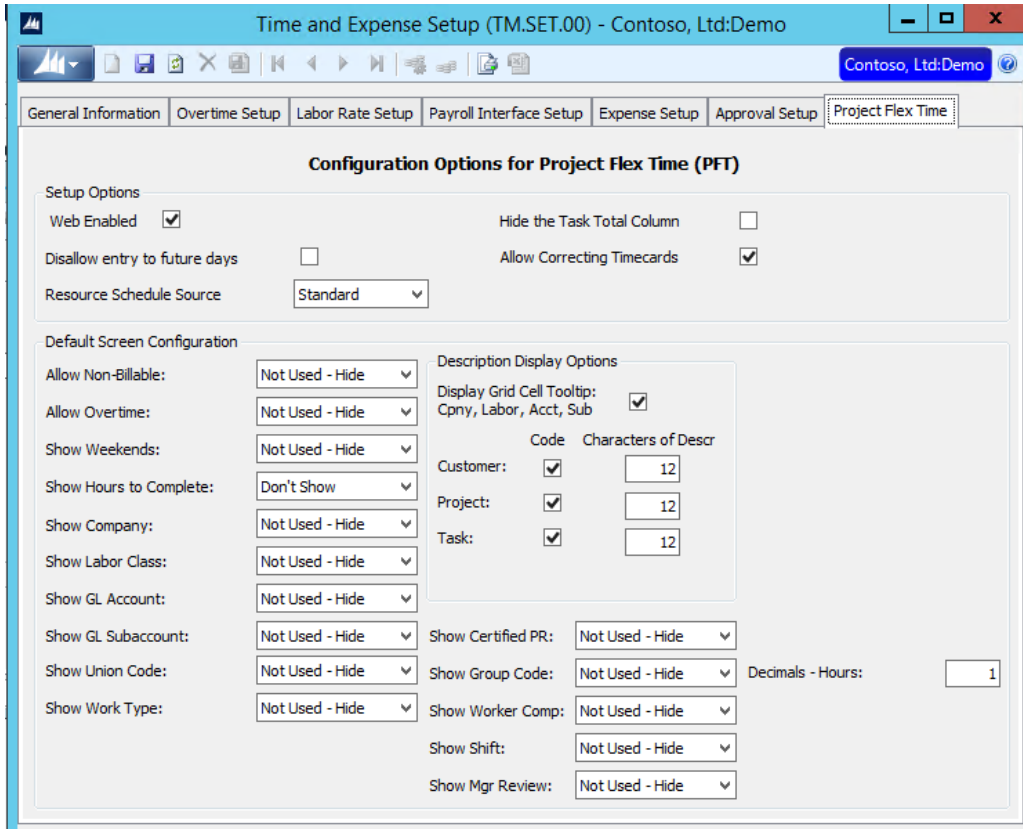 Time and Expense Setup (TM.SET.00) - Contoso, Ltd:Demo
Contoso, Ltd:Demo
General Information Overtime Setup Labor Rate Setup Payroll Interface Setup Expense Setup Approval Setup Project Flex Time
Configuration Options for Project Flex Time (PFT)
Setup Options
Web Enabled Hide the Task Total Column
Disallow entry to future days Allow Correcting Timecards
Resource Schedule Source Standard
Default Screen Configuration
Description Display Options
Allow Non-Billable: Not Used - Hide
Display Grid Cell Tooltip:
Cpny, Labor, Acct, Sub
Allow Overtime: Not Used - Hide
Code Characters of Descr
Show Weekends: Not Used - Hide
Customer: 12
Show Hours to Complete: Don't Show
Project: 12
Show Company: Not Used - Hide
Task: 12
Show Labor Class: Not Used - Hide
Show GL Account: Not Used - Hide
Show GL Subaccount: Not Used - Hide Show Certified PR: Not Used - Hide
Show Union Code: Not Used - Hide Show Group Code: Not Used - Hide Decimals - Hours: 1
Show Work Type: Not Used - Hide Show Worker Comp: Not Used - Hide
Show Shift: Not Used - Hide
Show Mgr Review: Not Used - Hide